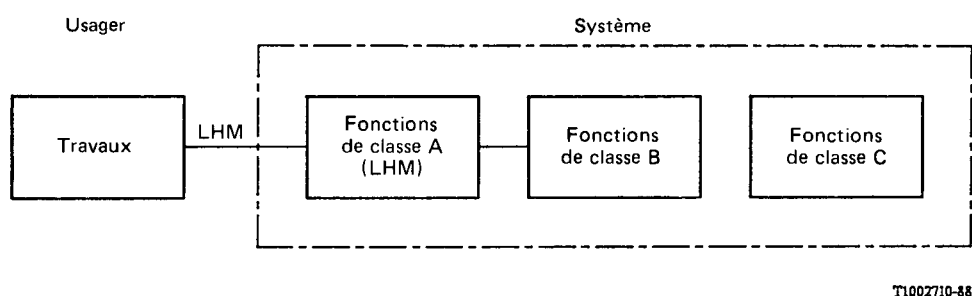 Usager
Système
Travaux
LHM
Fonctions
de classe A
(LHM)
Fonctions
de classe B
Fonctions
de classe C
T1002710-88